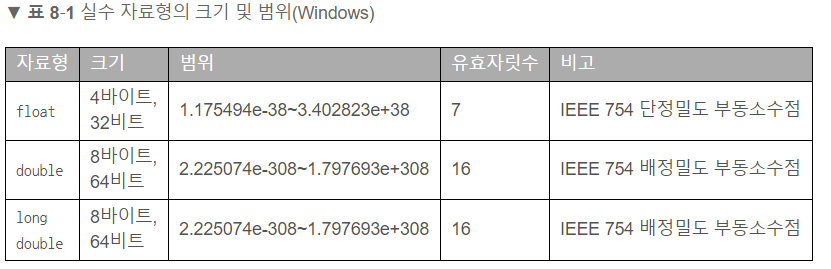 ▼ 표 8-1 실수 자료형의 크기 및 범위(Windows)
자료형 크기 범위 유효자릿수 비고
float 4바이트, 32비트 1.175494e-38~3.402823e+38 7 IEEE 754 단정밀도 부동소수점
double 8바이트, 64비트 2.225074e-308~1.797693e+308 16 IEEE 754 배정밀도 부동소수점
long double 8바이트, 64비트 2.225074e-308~1.797693e+308 16 IEEE 754 배정밀도 부동소수점